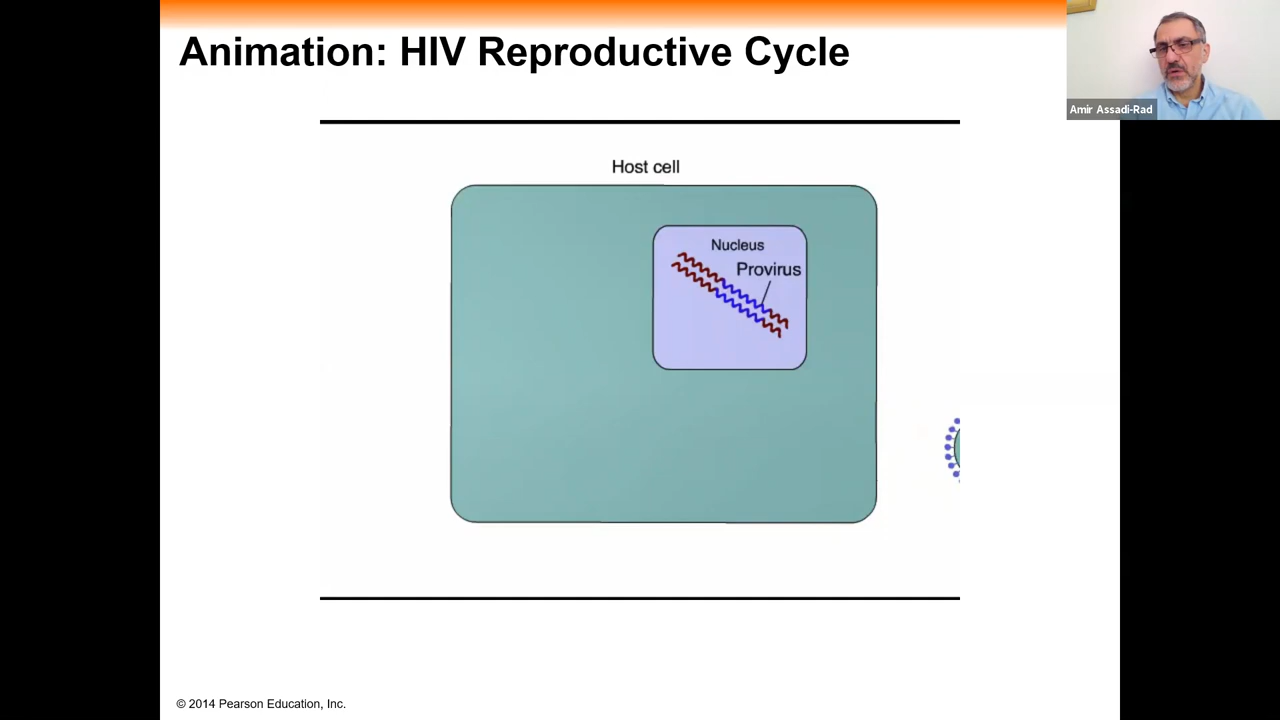 Animation: HIV Reproductive Cycle
Amir Assadi-Rad
Host cell
Nucleus
Provirus
© 2014 Pearson Education, Inc.